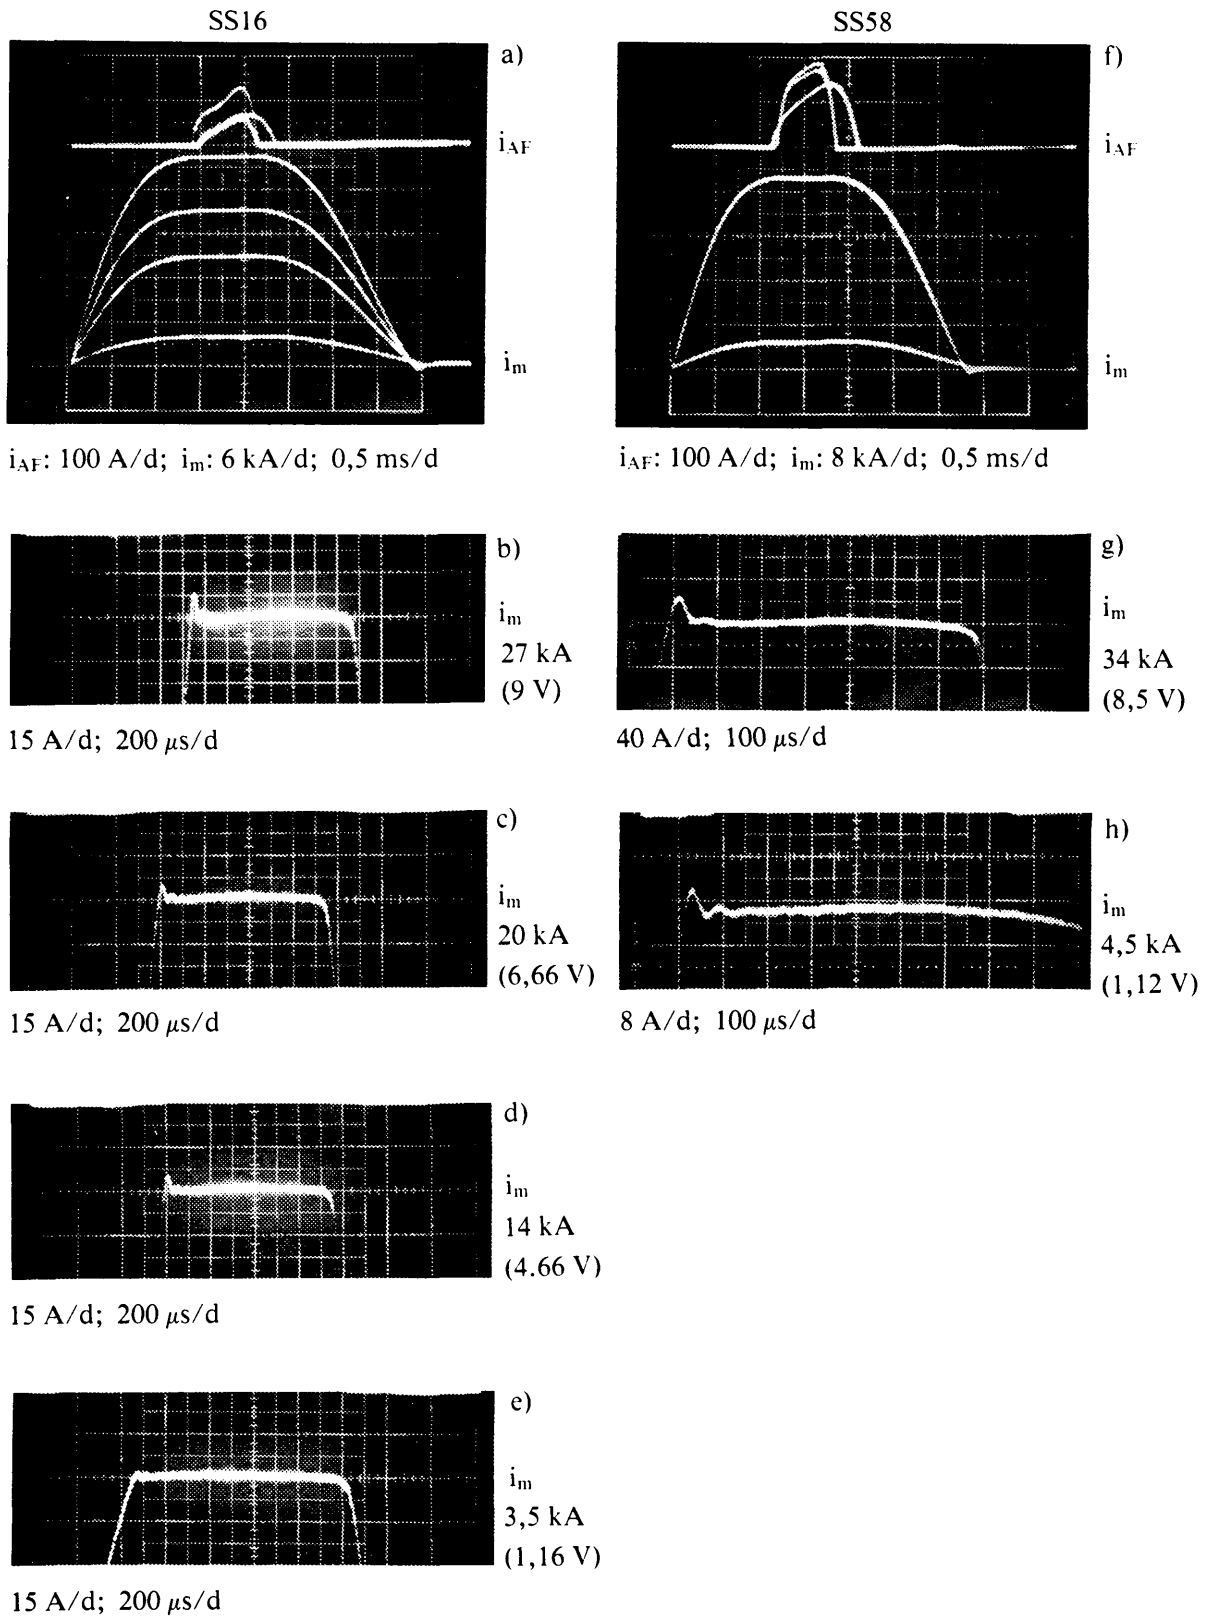 SS16
a)
i_AF
i_m
i_AF: 100 A/d; i_m: 6 kA/d; 0,5 ms/d
b)
i_m
27 kA
(9 V)
15 A/d; 200 μs/d
c)
i_m
20 kA
(6,66 V)
15 A/d; 200 μs/d
d)
i_m
14 kA
(4.66 V)
15 A/d; 200 μs/d
e)
i_m
3,5 kA
(1,16 V)
15 A/d; 200 μs/d
SS58
f)
i_AF
i_m
i_AF: 100 A/d; i_m: 8 kA/d; 0,5 ms/d
g)
i_m
34 kA
(8,5 V)
40 A/d; 100 μs/d
h)
i_m
4,5 kA
(1,12 V)
8 A/d; 100 μs/d